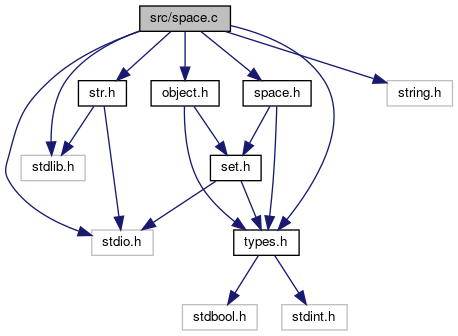 src/space.c
str.h
object.h
space.h
string.h
stdlib.h
set.h
stdio.h
types.h
stdbool.h
stdint.h